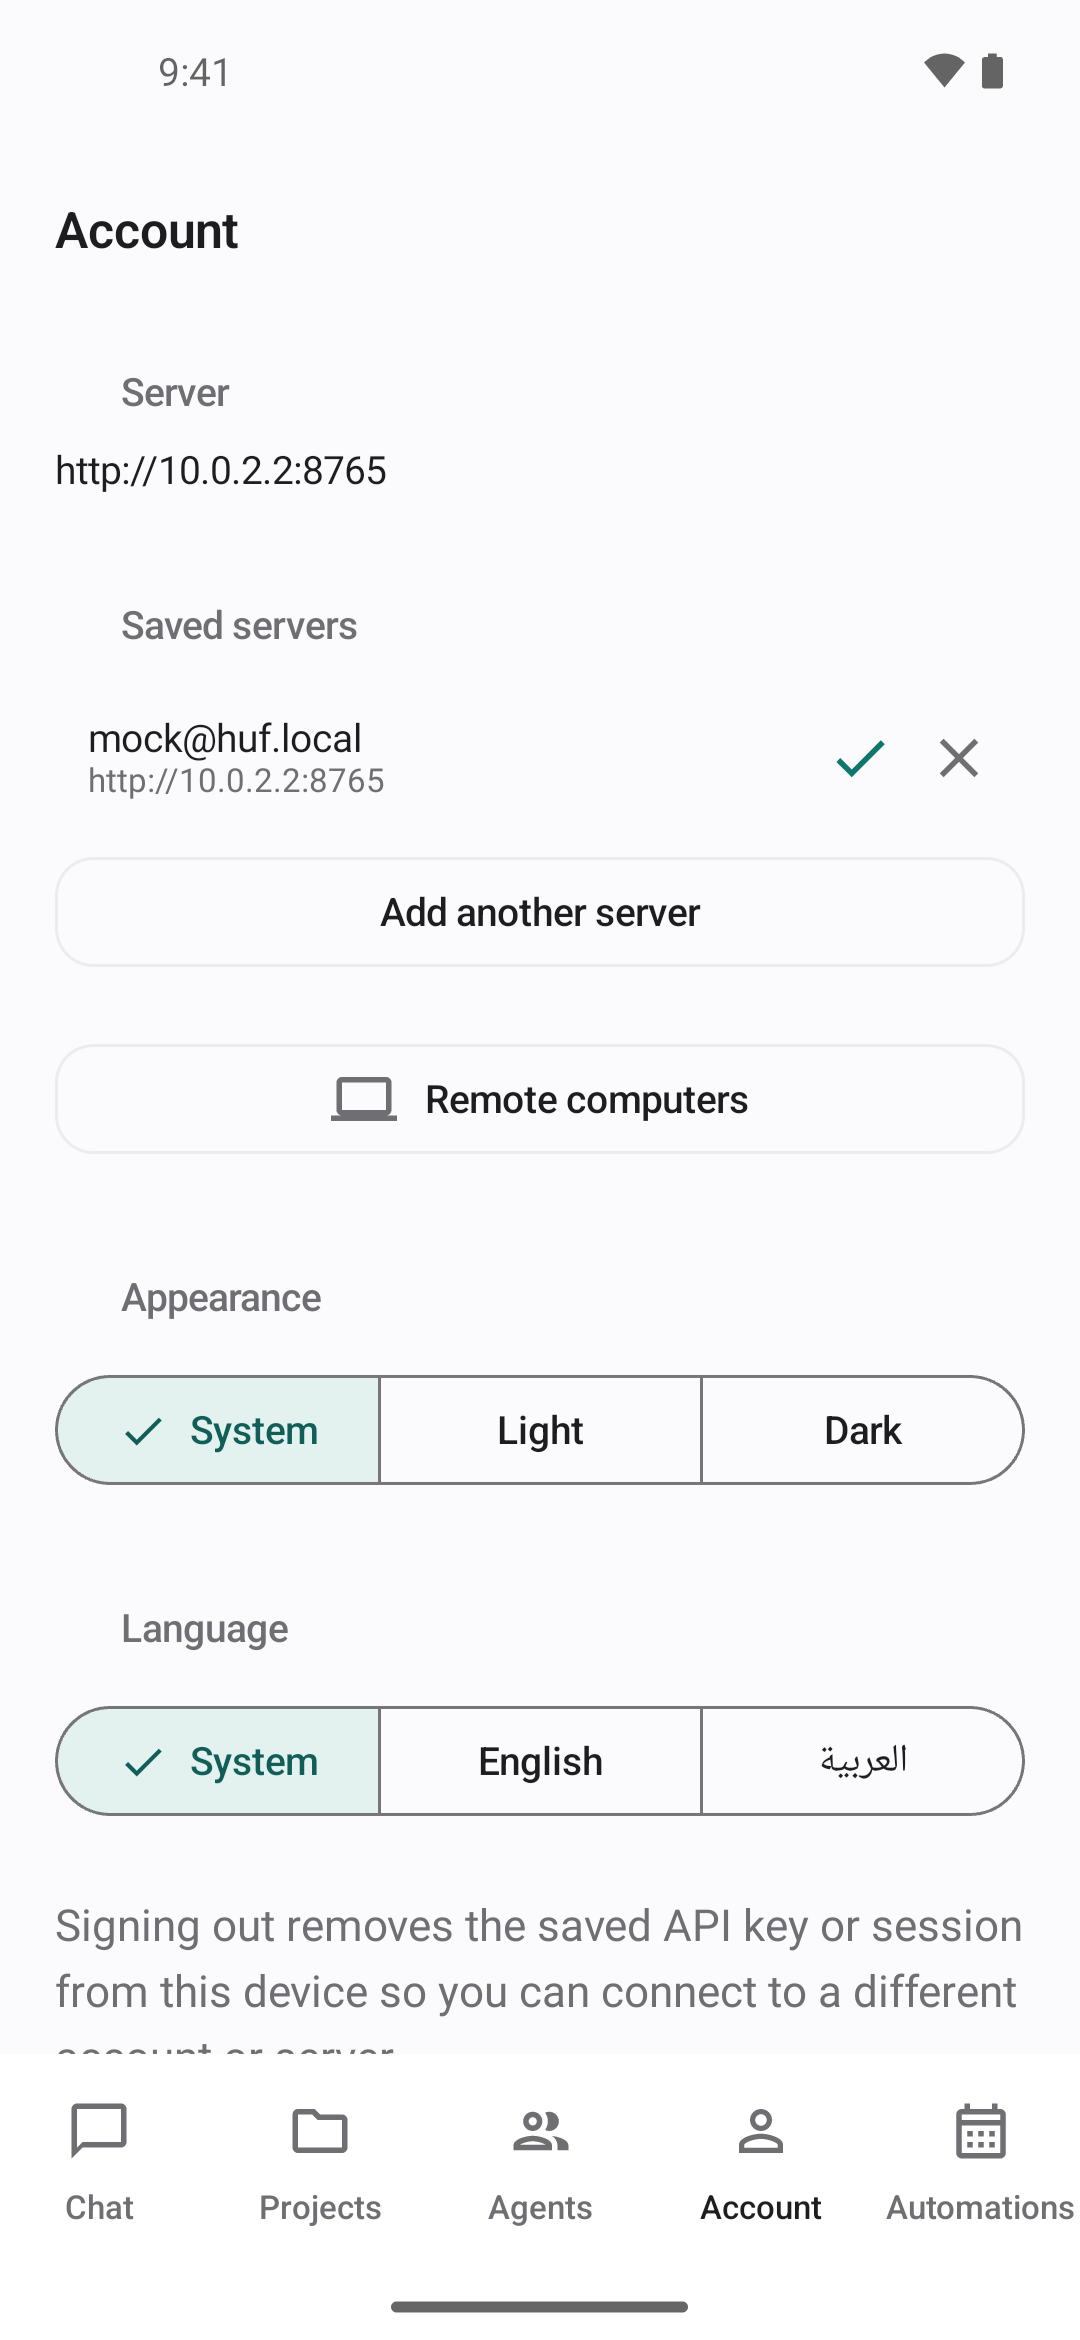 9:41
Account
Server
http://10.0.2.2:8765
Saved servers
mock@huf.local
http://10.0.2.2:8765
Add another server
Remote computers
Appearance
System
Light
Dark
Language
System
English
العربية
Signing out removes the saved API key or session
from this device so you can connect to a different
account or server
Chat
Projects
Agents
Account
Automations